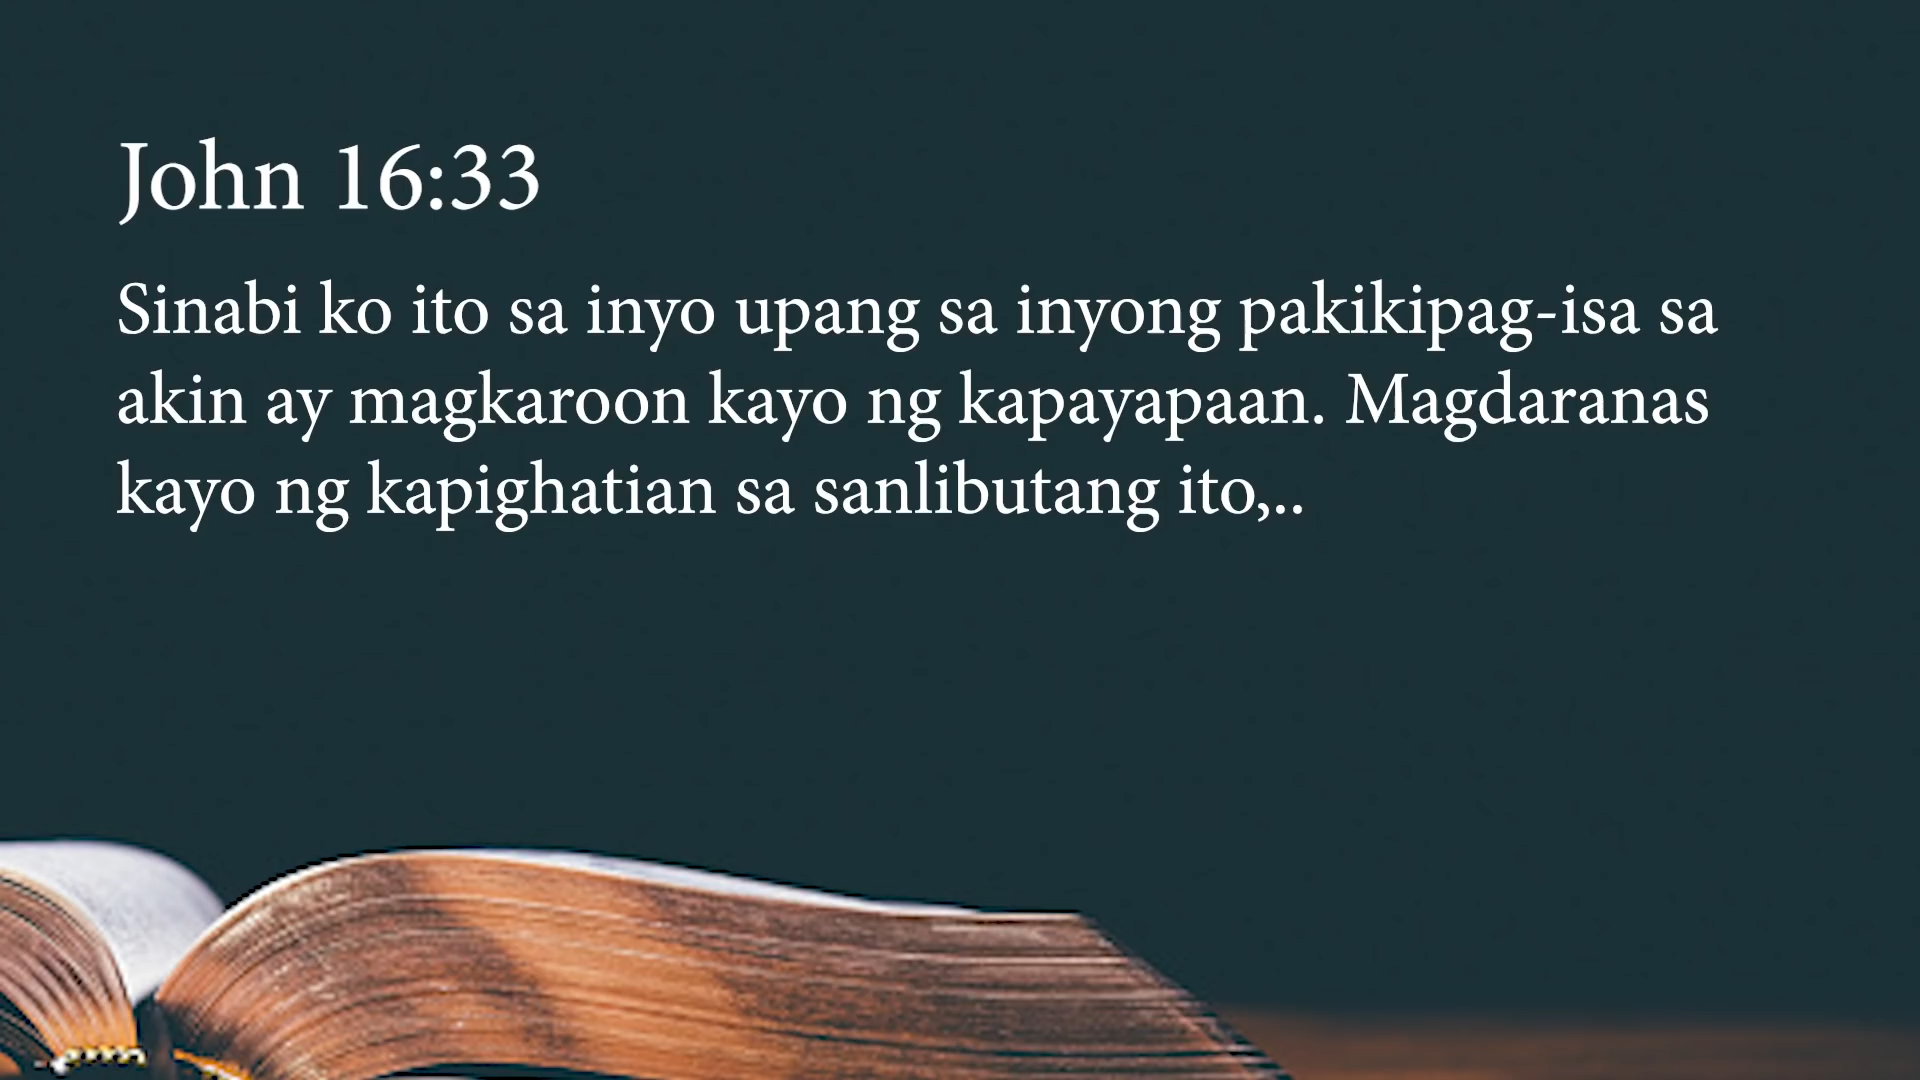 John 16:33
Sinabi ko ito sa inyo upang sa inyong pakikipag-isa sa
akin ay magkaroon kayo ng kapayapaan. Magdaranas
kayo ng kapighatian sa sanlibutang ito,..